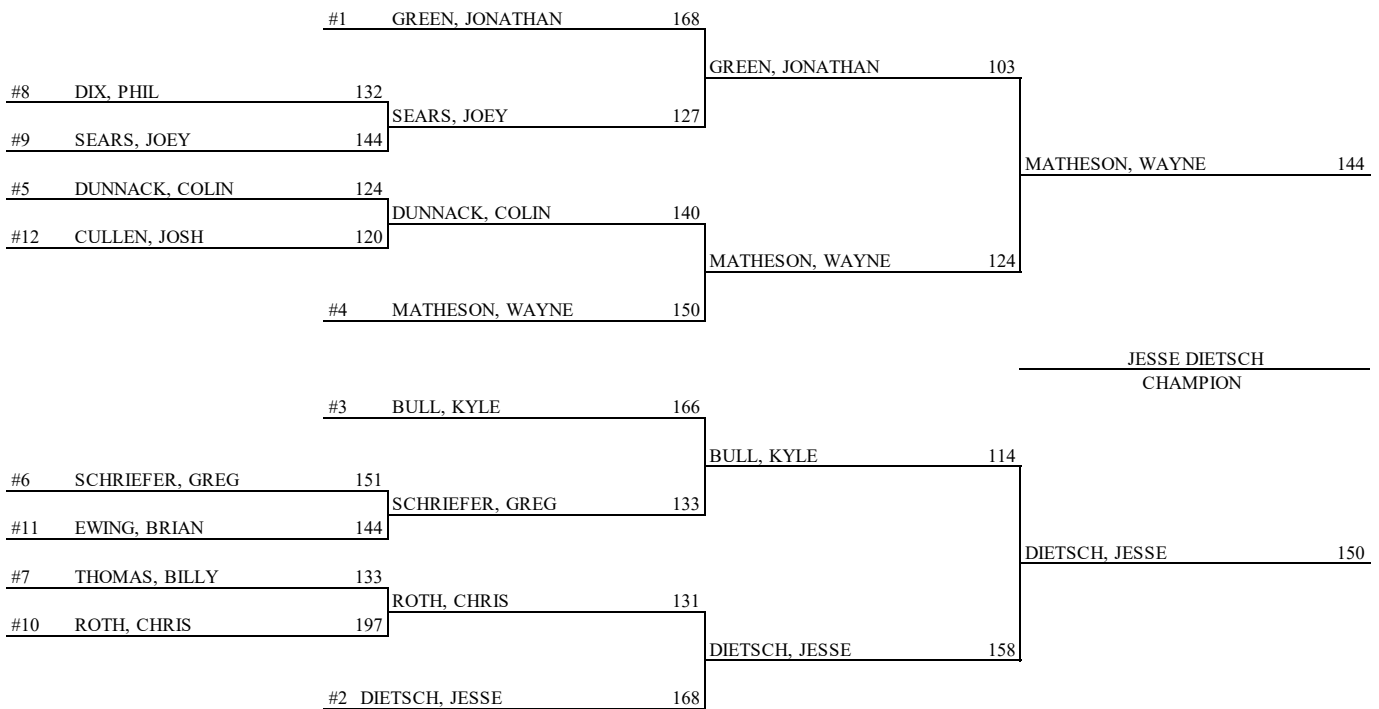 #1 GREEN, JONATHAN 168
GREEN, JONATHAN 103
#8 DIX, PHIL 132
SEARS, JOEY 127
#9 SEARS, JOEY 144
MATHESON, WAYNE 144
#5 DUNNACK, COLIN 124
DUNNACK, COLIN 140
#12 CULLEN, JOSH 120
MATHESON, WAYNE 124
#4 MATHESON, WAYNE 150
JESSE DIETSCH
CHAMPION
#3 BULL, KYLE 166
BULL, KYLE 114
#6 SCHRIEFER, GREG 151
SCHRIEFER, GREG 133
#11 EWING, BRIAN 144
DIETSCH, JESSE 150
#7 THOMAS, BILLY 133
ROTH, CHRIS 131
#10 ROTH, CHRIS 197
DIETSCH, JESSE 158
#2 DIETSCH, JESSE 168